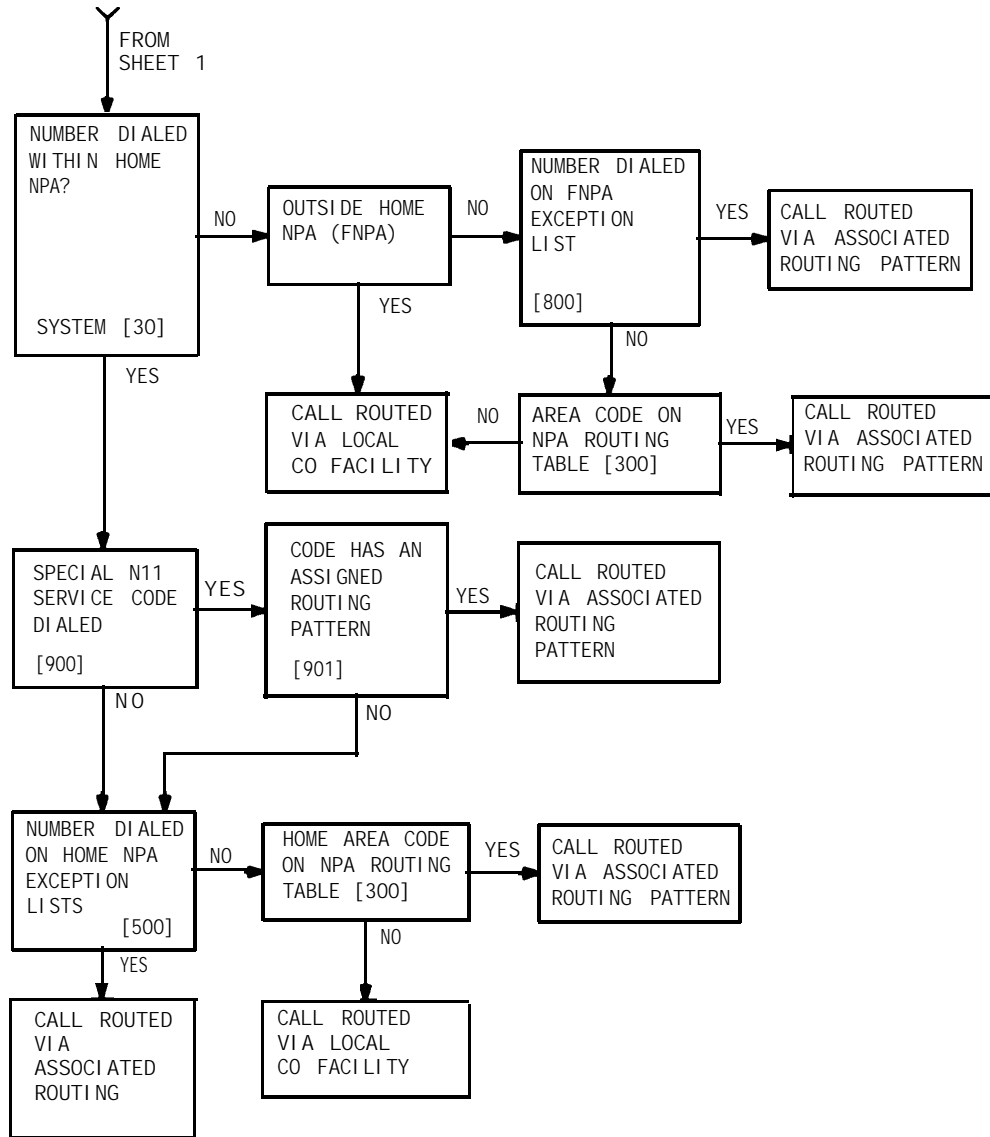 FROM
SHEET 1
NUMBER DIALED
WITHIN HOME
NPA?
SYSTEM [30]
NO
OUTSIDE HOME
NPA (FNPA)
NO
NUMBER DIALED
ON FNPA
EXCEPTION
LIST
[800]
YES
CALL ROUTED
VIA ASSOCIATED
ROUTING PATTERN
YES
NO
YES
CALL ROUTED
VIA LOCAL
CO FACILITY
NO
AREA CODE ON
NPA ROUTING
TABLE [300]
YES
CALL ROUTED
VIA ASSOCIATED
ROUTING PATTERN
SPECIAL N11
SERVICE CODE
DIALED
[900]
YES
CODE HAS AN
ASSIGNED
ROUTING
PATTERN
[901]
YES
CALL ROUTED
VIA ASSOCIATED
ROUTING
PATTERN
NO
NO
NUMBER DIALED
ON HOME NPA
EXCEPTION
LISTS
[500]
NO
HOME AREA CODE
ON NPA ROUTING
TABLE [300]
YES
CALL ROUTED
VIA ASSOCIATED
ROUTING PATTERN
YES
NO
CALL ROUTED
VIA
ASSOCIATED
ROUTING
CALL ROUTED
VIA LOCAL
CO FACILITY